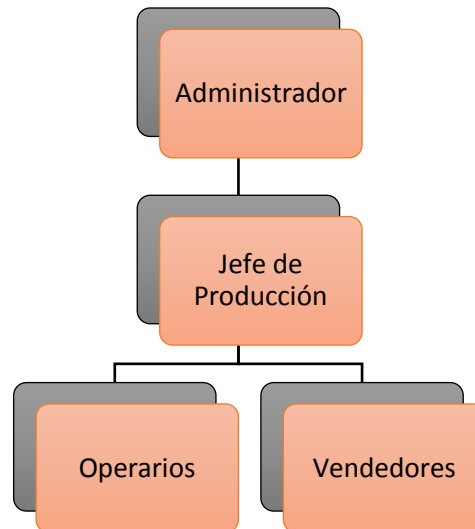 Administrador
Jefe de
Producción
Operarios
Vendedores